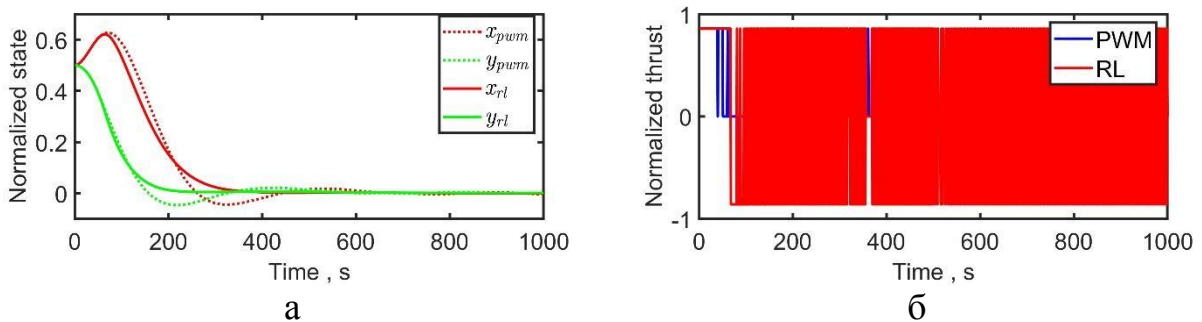 Normalized state
0.6
0.4
0.2
0
0 200 400 600 800 1000
Time , s
x_pwm
y_pwm
x_rl
y_rl
а
Normalized thrust
1
0
-1
0 200 400 600 800 1000
Time , s
PWM
RL
б